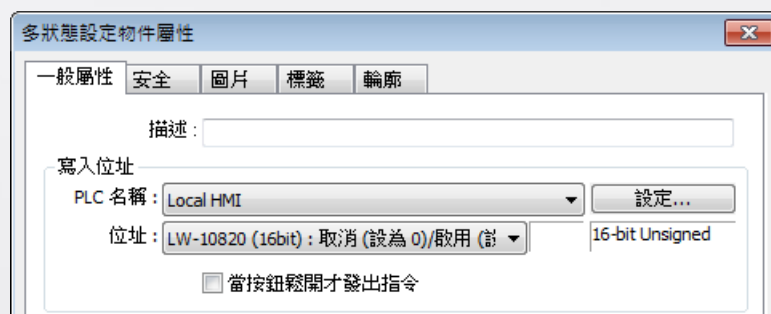 多狀態設定物件屬性
一般屬性 安全 圖片 標籤 輪廓
描述 :
寫入位址
PLC 名稱 : Local HMI 設定...
位址 : LW-10820 (16bit) : 取消 (設為 0)/啟用 ( 16-bit Unsigned
當按鈕鬆開才發出指令